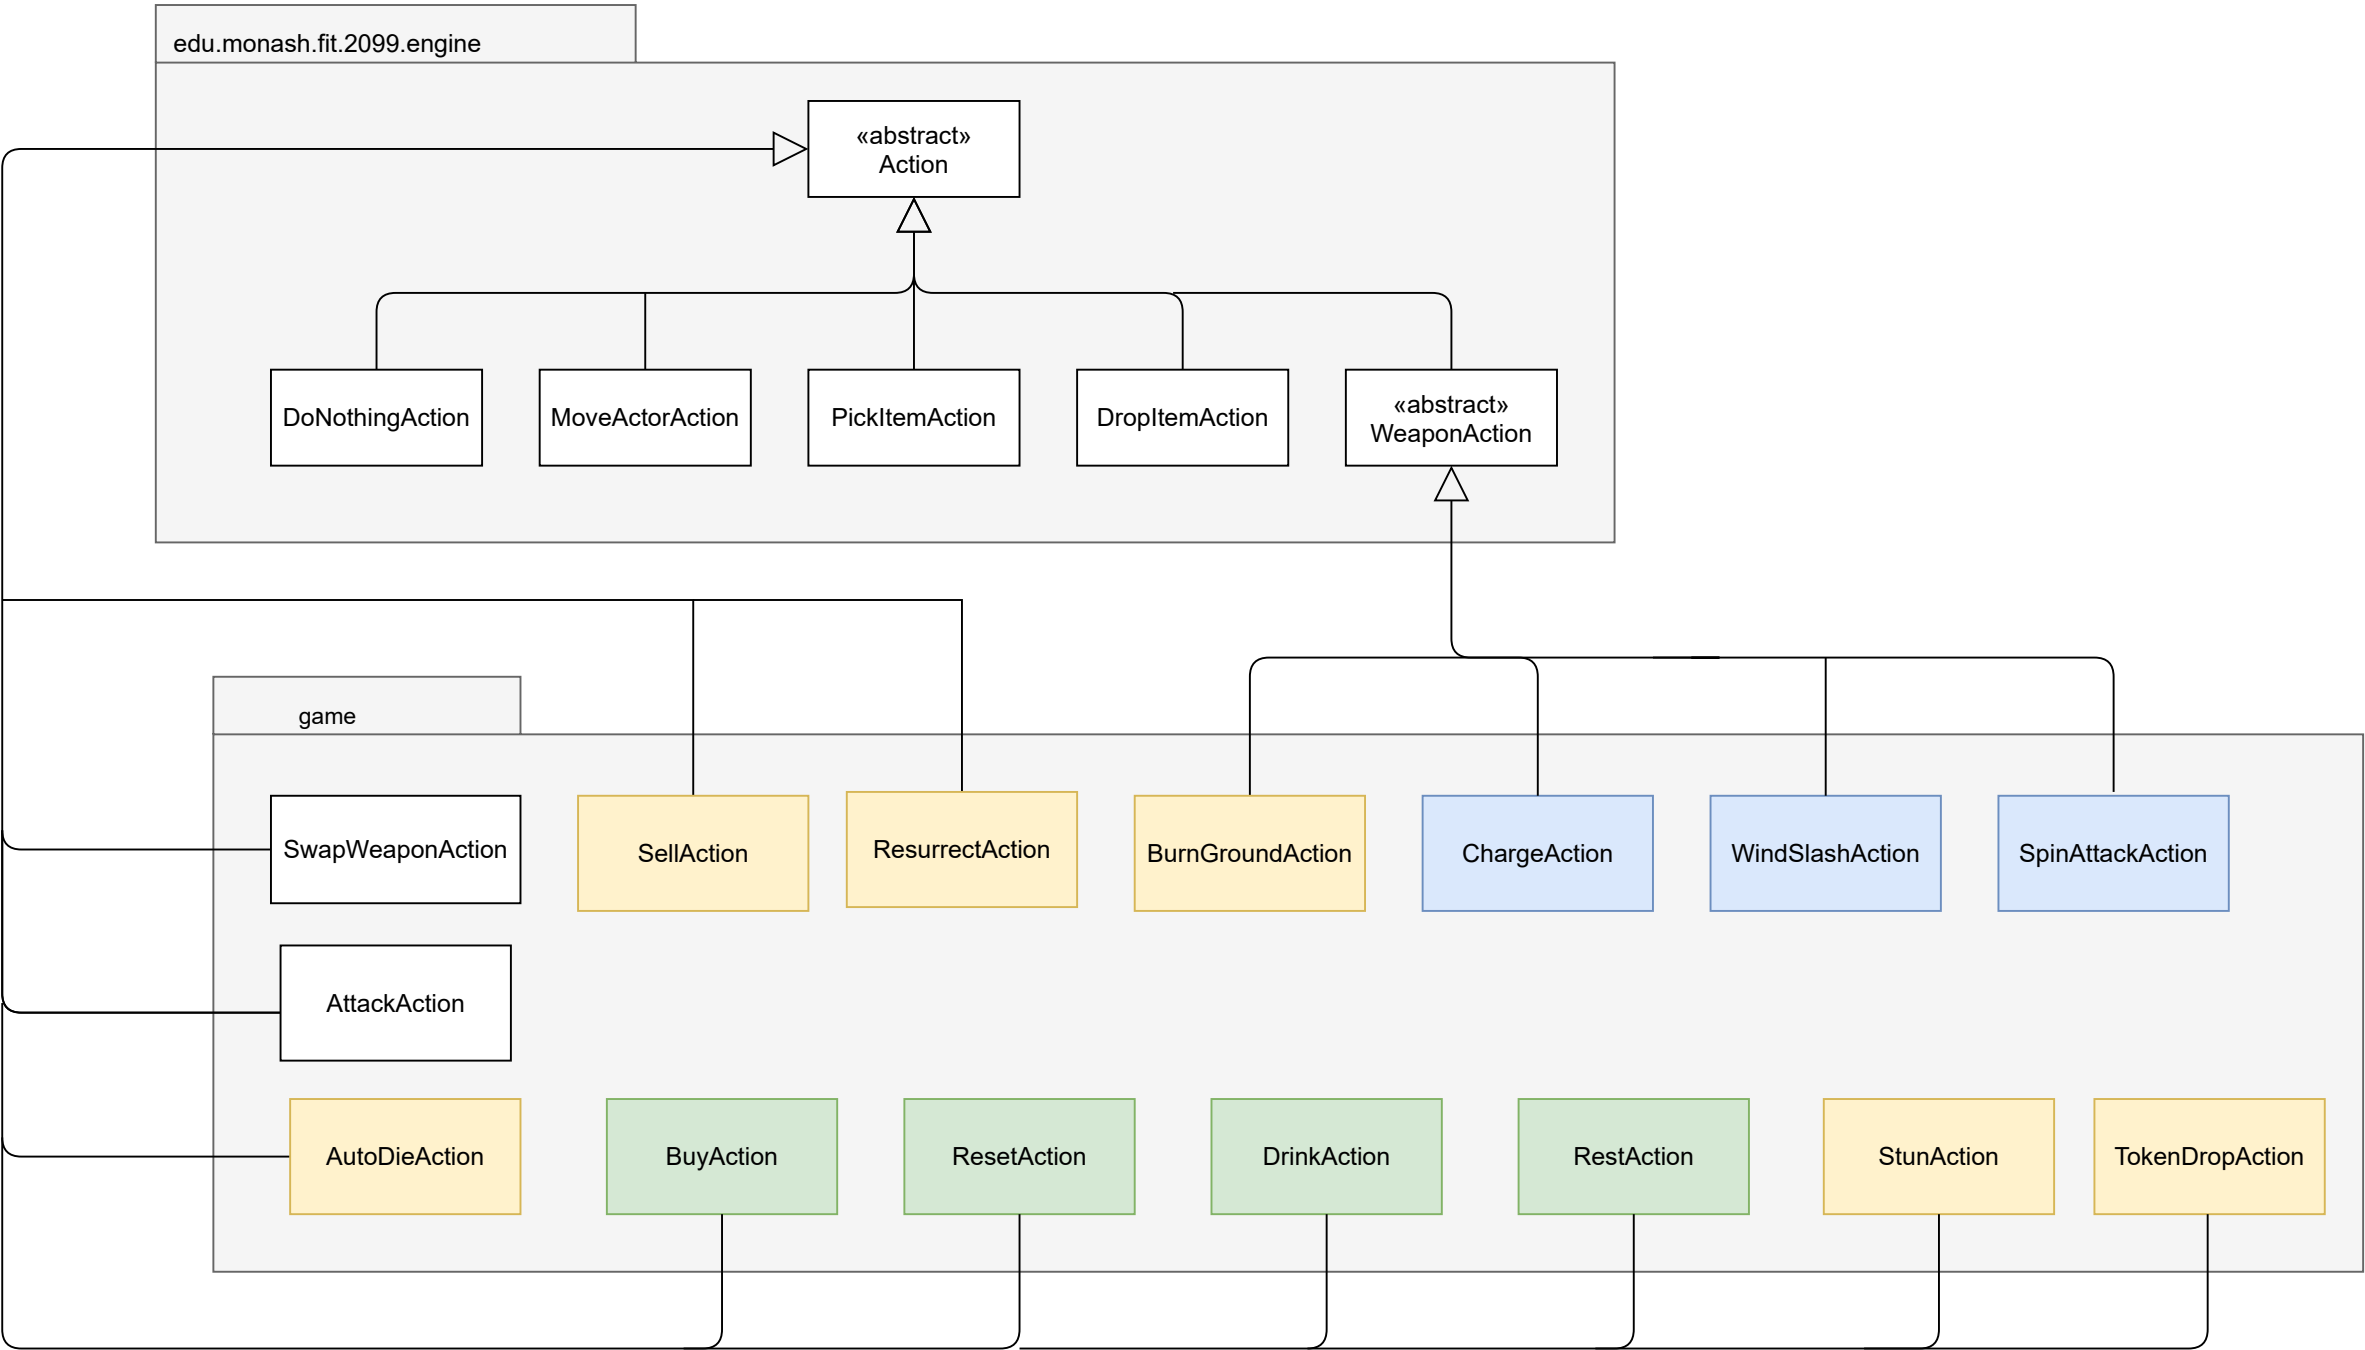 edu.monash.fit.2099.engine
«abstract»
Action
DoNothingAction
MoveActorAction
PickItemAction
DropItemAction
«abstract»
WeaponAction
game
SwapWeaponAction
SellAction
ResurrectAction
BurnGroundAction
ChargeAction
WindSlashAction
SpinAttackAction
AttackAction
AutoDieAction
BuyAction
ResetAction
DrinkAction
RestAction
StunAction
TokenDropAction